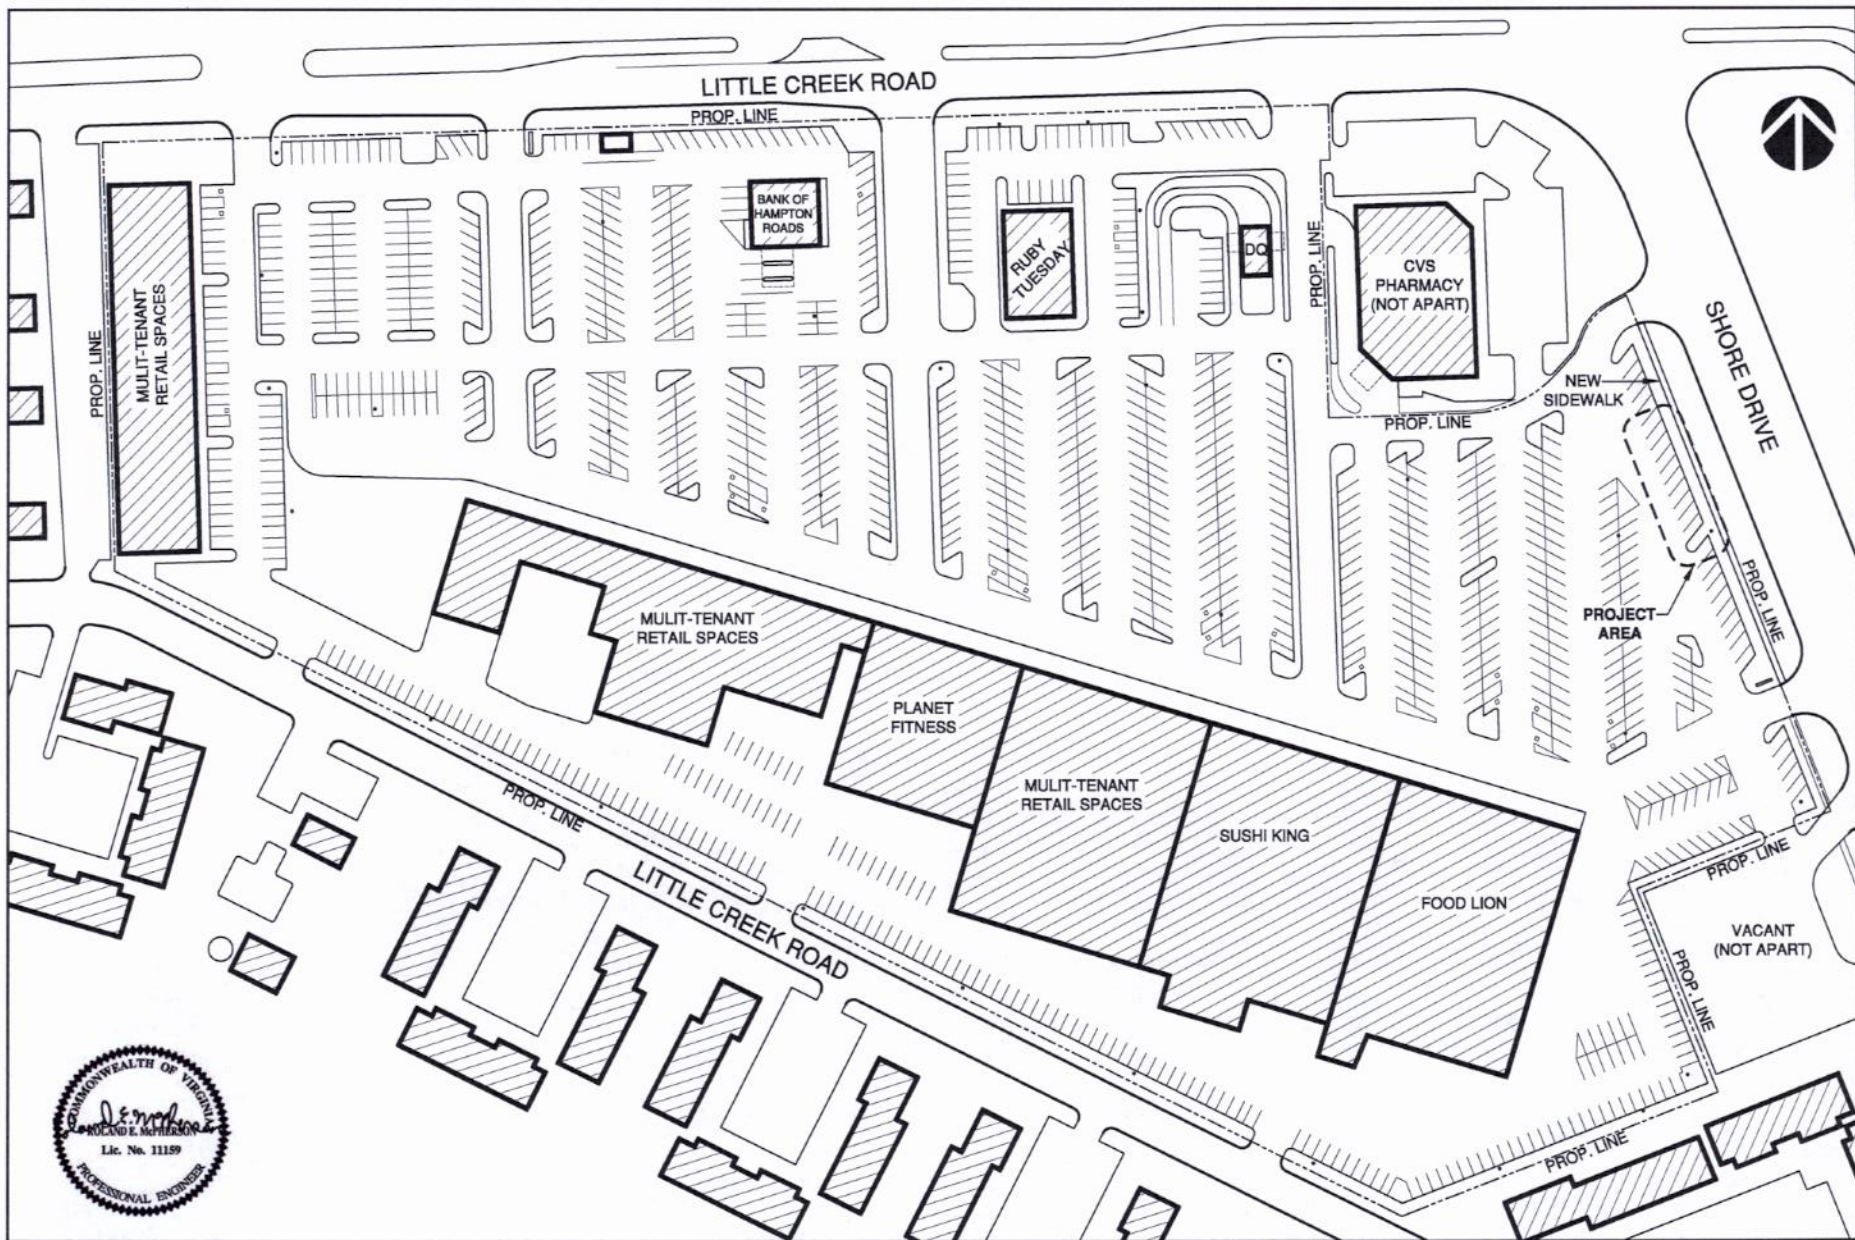 LITTLE CREEK ROAD
PROP. LINE
BANK OF
HAMPTON
ROADS
RUBY
TUESDAY
DQ
PROP. LINE
CVS
PHARMACY
(NOT APART)
SHORE DRIVE
PROP. LINE
MULIT-TENANT
RETAIL SPACES
NEW
SIDEWALK
PROP. LINE
PROP. LINE
PROJECT
AREA
MULIT-TENANT
RETAIL SPACES
PLANET
FITNESS
MULIT-TENANT
RETAIL SPACES
SUSHI KING
FOOD LION
PROP. LINE
PROP. LINE
VACANT
(NOT APART)
PROP. LINE
LITTLE CREEK ROAD
PROP. LINE
COMMONWEALTH OF VIRGINIA
ROLAND E. McPHERSON
Lic. No. 11159
PROFESSIONAL ENGINEER